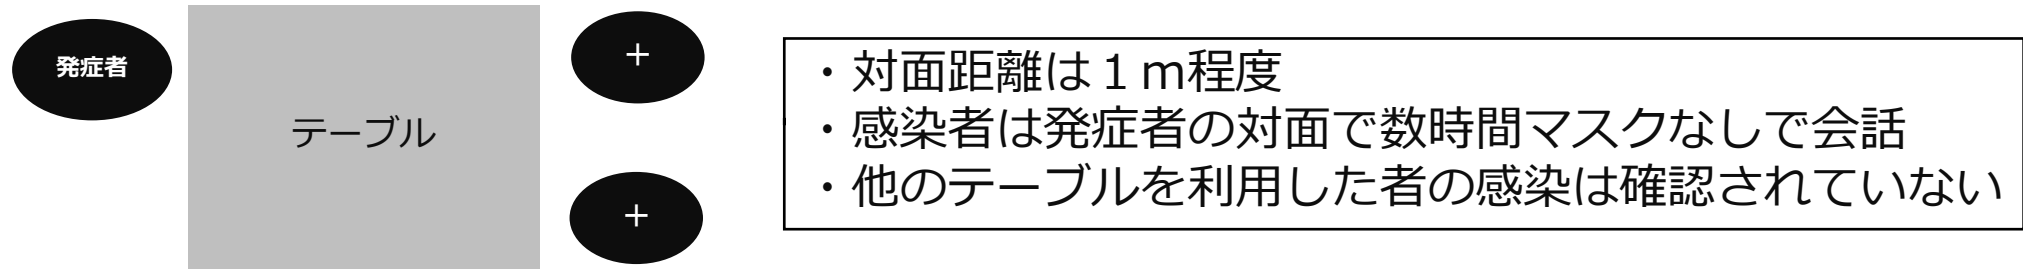 発症者
テーブル
＋
＋
・対面距離は１ｍ程度
・感染者は発症者の対面で数時間マスクなしで会話
・他のテーブルを利用した者の感染は確認されていない